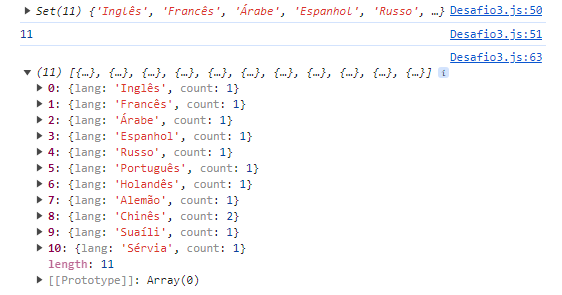 ▶ Set(11) {'Inglês', 'Francês', 'Árabe', 'Espanhol', 'Russo', …} Desafio3.js:50
11 Desafio3.js:51
Desafio3.js:63
▼ (11) [{…}, {…}, {…}, {…}, {…}, {…}, {…}, {…}, {…}, {…}, {…}] i
▶ 0: {lang: 'Inglês', count: 1}
▶ 1: {lang: 'Francês', count: 1}
▶ 2: {lang: 'Árabe', count: 1}
▶ 3: {lang: 'Espanhol', count: 1}
▶ 4: {lang: 'Russo', count: 1}
▶ 5: {lang: 'Português', count: 1}
▶ 6: {lang: 'Holandês', count: 1}
▶ 7: {lang: 'Alemão', count: 1}
▶ 8: {lang: 'Chinês', count: 2}
▶ 9: {lang: 'Suaíli', count: 1}
▶ 10: {lang: 'Sérvia', count: 1}
length: 11
▶ [[Prototype]]: Array(0)